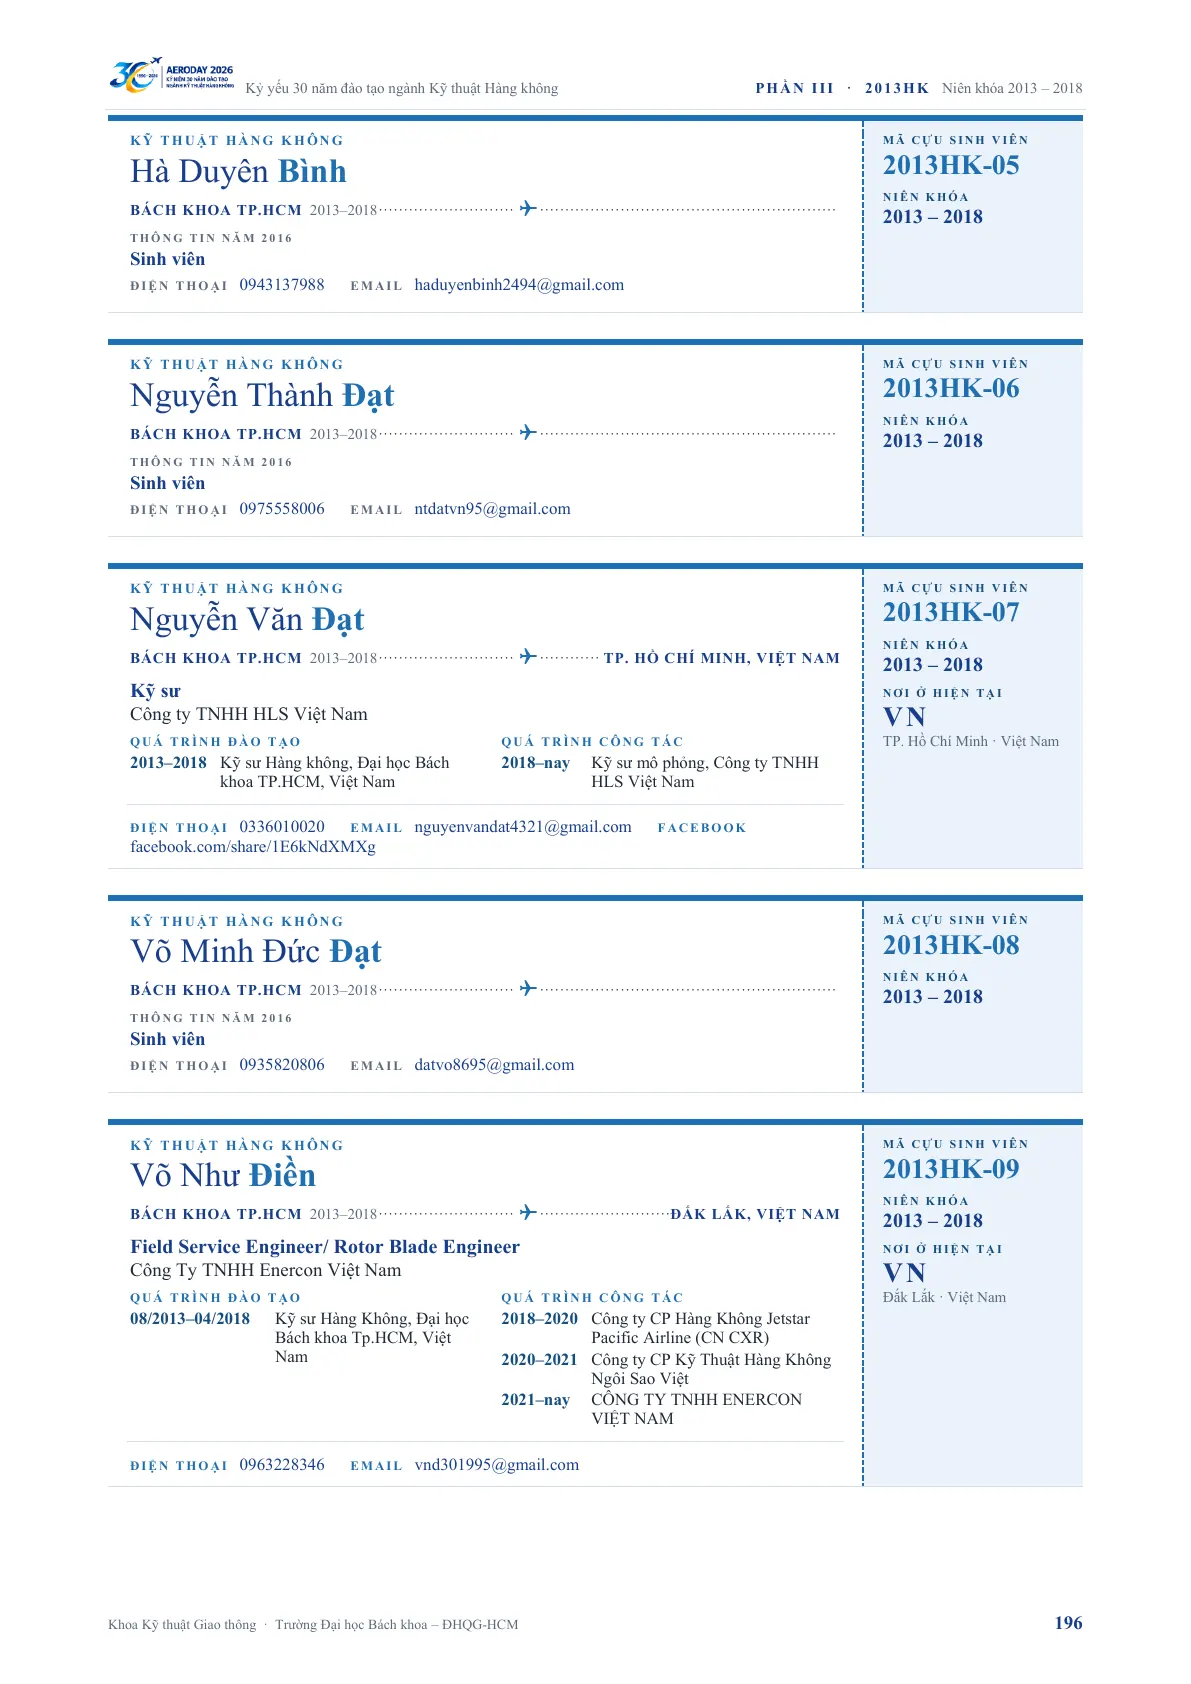 AERODAY 2026
KỶ NIỆM 30 NĂM ĐÀO TẠO
NGÀNH KỸ THUẬT HÀNG KHÔNG
1996 - 2026
Kỷ yếu 30 năm đào tạo ngành Kỹ thuật Hàng không
PHẦN III · 2013HK Niên khóa 2013 – 2018
KỸ THUẬT HÀNG KHÔNG
Hà Duyên Bình
BÁCH KHOA TP.HCM 2013–2018
THÔNG TIN NĂM 2016
Sinh viên
ĐIỆN THOẠI 0943137988 EMAIL haduyenbinh2494@gmail.com
MÃ CỰU SINH VIÊN
2013HK-05
NIÊN KHÓA
2013 – 2018
KỸ THUẬT HÀNG KHÔNG
Nguyễn Thành Đạt
BÁCH KHOA TP.HCM 2013–2018
THÔNG TIN NĂM 2016
Sinh viên
ĐIỆN THOẠI 0975558006 EMAIL ntdatvn95@gmail.com
MÃ CỰU SINH VIÊN
2013HK-06
NIÊN KHÓA
2013 – 2018
KỸ THUẬT HÀNG KHÔNG
Nguyễn Văn Đạt
BÁCH KHOA TP.HCM 2013–2018 TP. HỒ CHÍ MINH, VIỆT NAM
Kỹ sư
Công ty TNHH HLS Việt Nam
QUÁ TRÌNH ĐÀO TẠO
2013–2018 Kỹ sư Hàng không, Đại học Bách
khoa TP.HCM, Việt Nam
QUÁ TRÌNH CÔNG TÁC
2018–nay Kỹ sư mô phỏng, Công ty TNHH
HLS Việt Nam
ĐIỆN THOẠI 0336010020 EMAIL nguyenvandat4321@gmail.com FACEBOOK
facebook.com/share/1E6kNdXMXg
MÃ CỰU SINH VIÊN
2013HK-07
NIÊN KHÓA
2013 – 2018
NƠI Ở HIỆN TẠI
VN
TP. Hồ Chí Minh · Việt Nam
KỸ THUẬT HÀNG KHÔNG
Võ Minh Đức Đạt
BÁCH KHOA TP.HCM 2013–2018
THÔNG TIN NĂM 2016
Sinh viên
ĐIỆN THOẠI 0935820806 EMAIL datvo8695@gmail.com
MÃ CỰU SINH VIÊN
2013HK-08
NIÊN KHÓA
2013 – 2018
KỸ THUẬT HÀNG KHÔNG
Võ Như Điền
BÁCH KHOA TP.HCM 2013–2018 ĐẮK LẮK, VIỆT NAM
Field Service Engineer/ Rotor Blade Engineer
Công Ty TNHH Enercon Việt Nam
QUÁ TRÌNH ĐÀO TẠO
08/2013–04/2018 Kỹ sư Hàng Không, Đại học
Bách khoa Tp.HCM, Việt
Nam
QUÁ TRÌNH CÔNG TÁC
2018–2020 Công ty CP Hàng Không Jetstar
Pacific Airline (CN CXR)
2020–2021 Công ty CP Kỹ Thuật Hàng Không
Ngôi Sao Việt
2021–nay CÔNG TY TNHH ENERCON
VIỆT NAM
ĐIỆN THOẠI 0963228346 EMAIL vnd301995@gmail.com
MÃ CỰU SINH VIÊN
2013HK-09
NIÊN KHÓA
2013 – 2018
NƠI Ở HIỆN TẠI
VN
Đắk Lắk · Việt Nam
Khoa Kỹ thuật Giao thông · Trường Đại học Bách khoa – ĐHQG-HCM
196